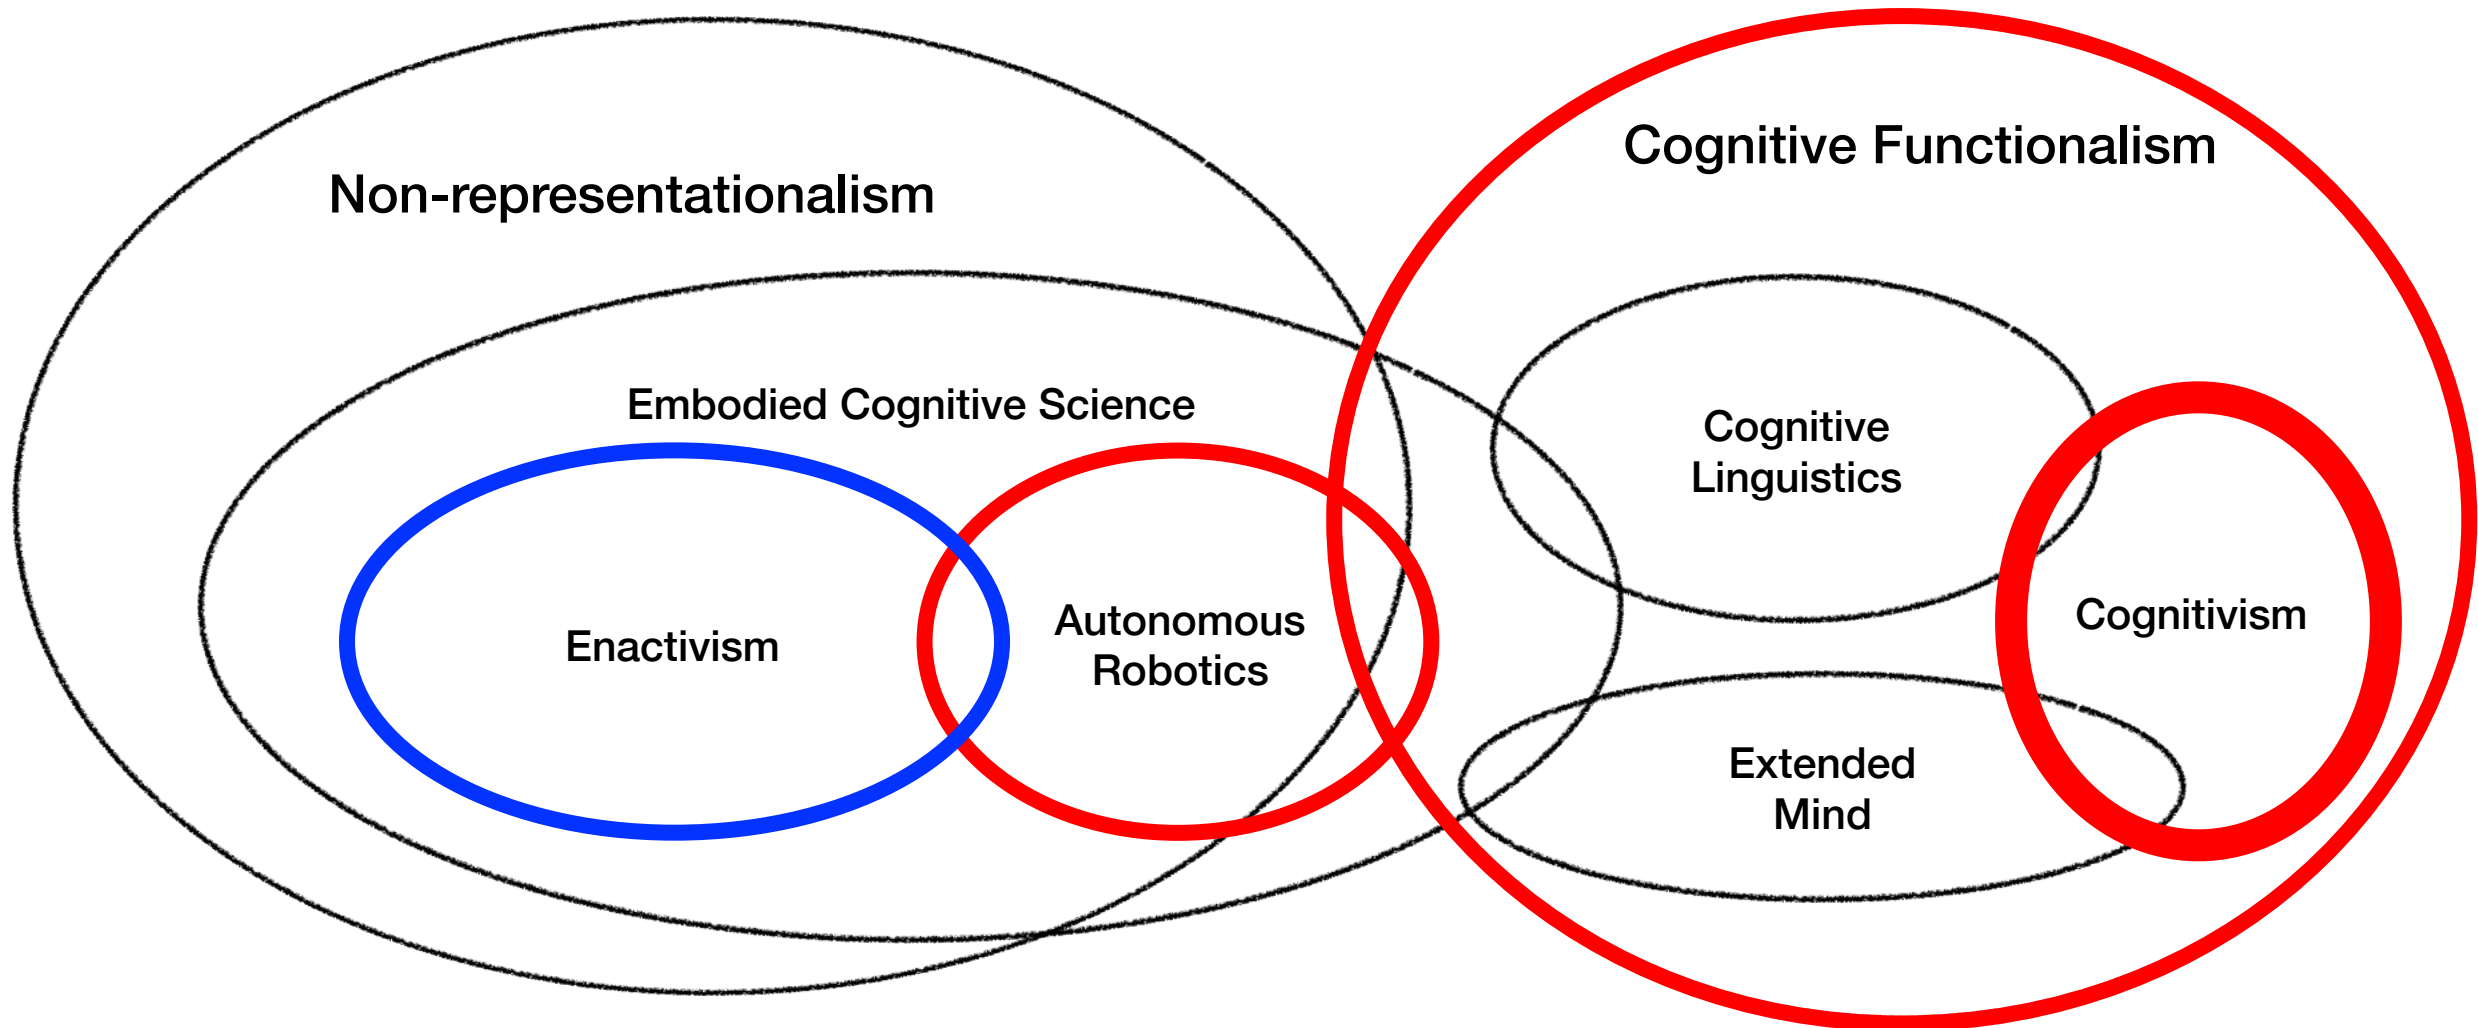 Cognitive Functionalism
Non-representationalism
Embodied Cognitive Science
Cognitive
Linguistics
Enactivism
Autonomous
Robotics
Cognitivism
Extended
Mind